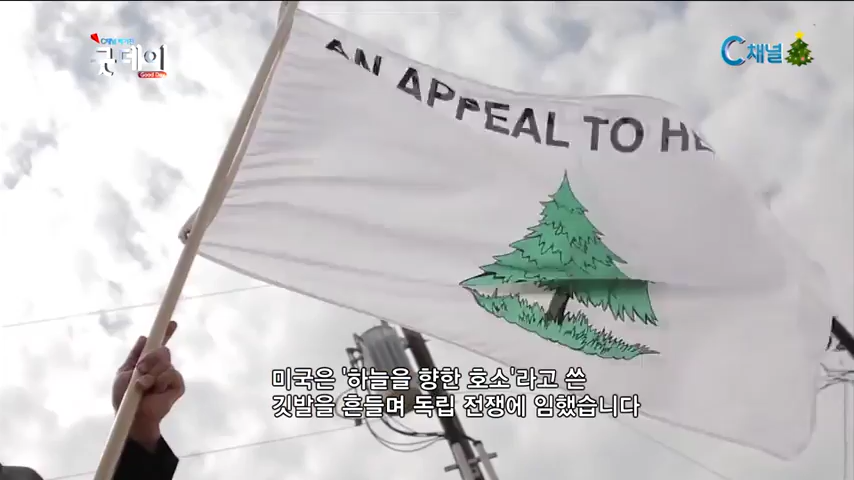 굿데이
Good Day
C채널
AN APPEAL TO HE
미국은 '하늘을 향한 호소'라고 쓴
깃발을 흔들며 독립 전쟁에 임했습니다